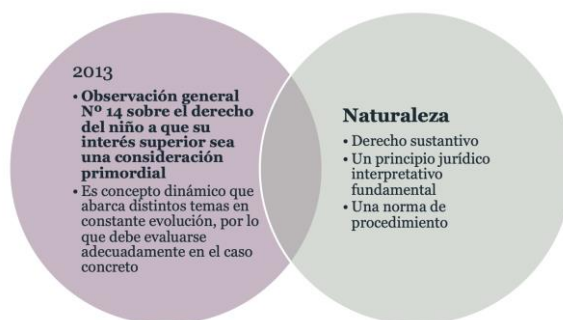 2013
• Observación general
Nº 14 sobre el derecho
del niño a que su
interés superior sea
una consideración
primordial
• Es concepto dinámico que
abarca distintos temas en
constante evolución, por lo
que debe evaluarse
adecuadamente en el caso
concreto
Naturaleza
• Derecho sustantivo
• Un principio jurídico
interpretativo
fundamental
• Una norma de
procedimiento